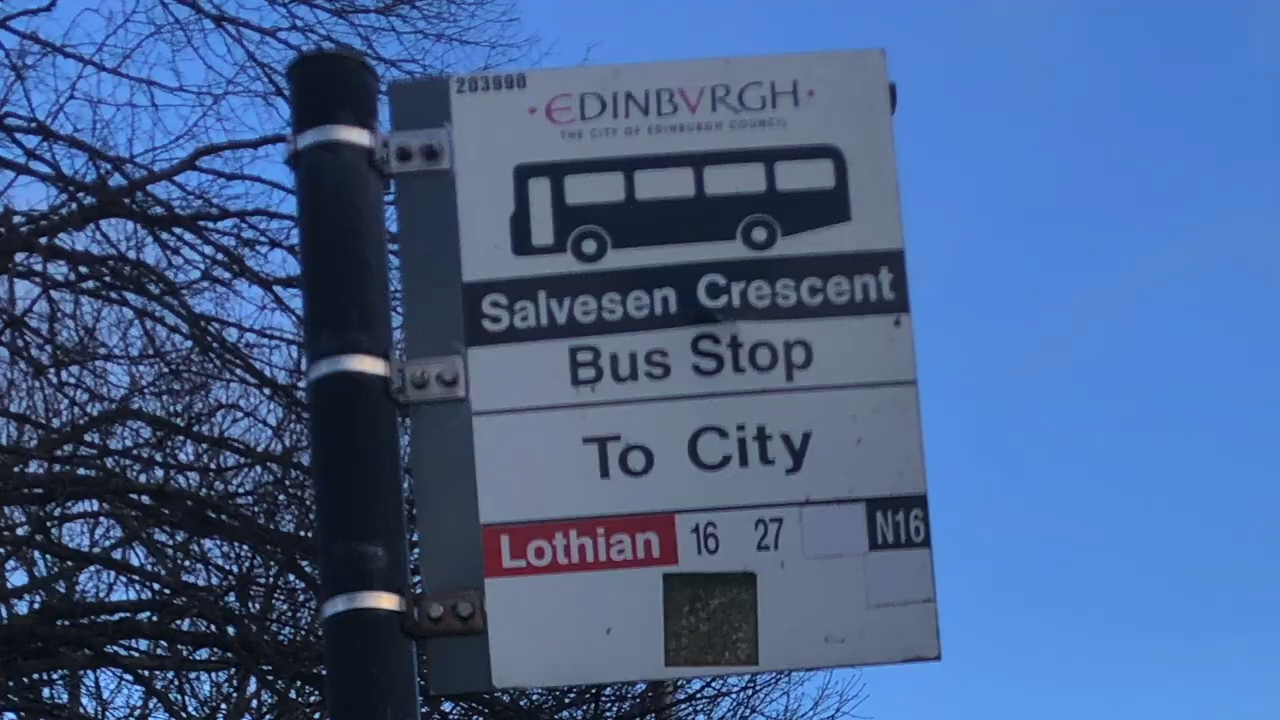 203990
EDINBVRGH
THE CITY OF EDINBURGH COUNCIL
Salvesen Crescent
Bus Stop
To City
Lothian 16 27 N16